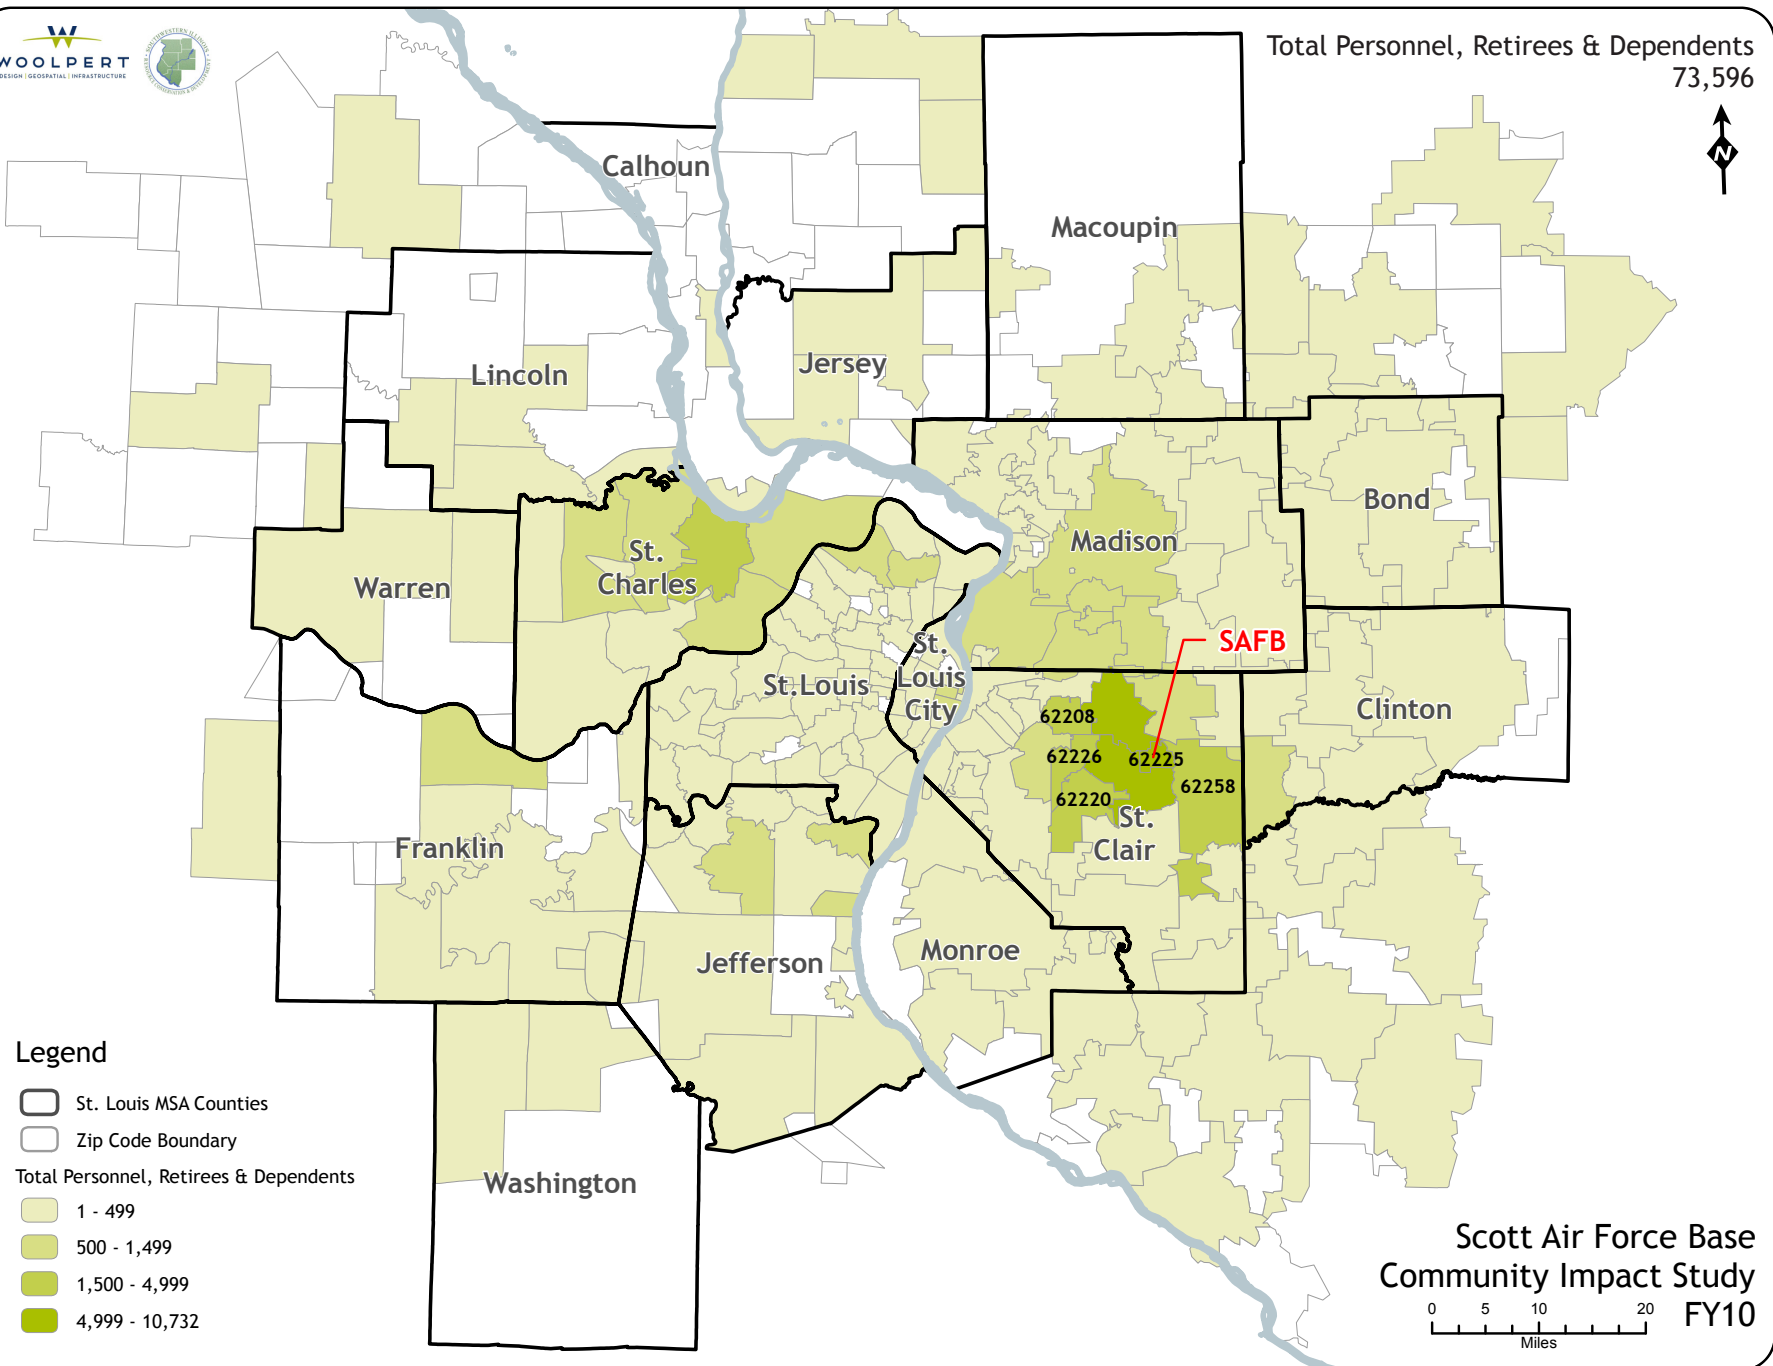 WOOLPERT
DESIGN | GEOSPATIAL | INFRASTRUCTURE
Total Personnel, Retirees & Dependents
73,596
N
Calhoun
Macoupin
Jersey
Lincoln
Bond
Madison
St.
Charles
Warren
SAFB
St.
Louis
City
St.Louis
Clinton
62208
62226
62225
62258
62220
St.
Clair
Franklin
Monroe
Jefferson
Washington
Legend
St. Louis MSA Counties
Zip Code Boundary
Total Personnel, Retirees & Dependents
1 - 499
500 - 1,499
1,500 - 4,999
4,999 - 10,732
Scott Air Force Base
Community Impact Study
FY10
0 5 10 20
Miles